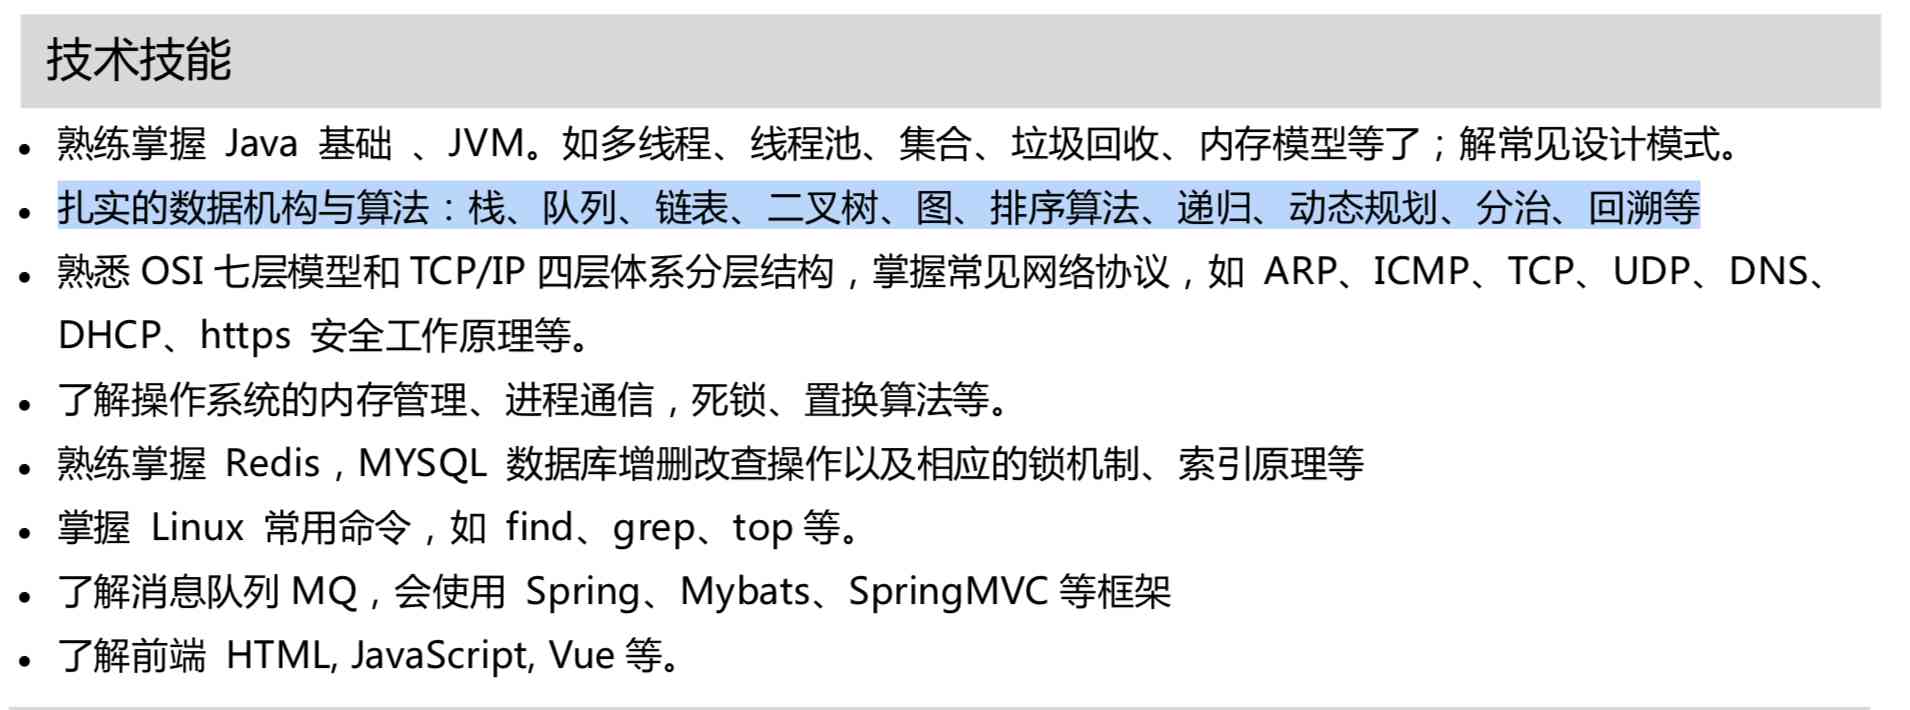 技术技能
• 熟练掌握 Java 基础 、JVM。如多线程、线程池、集合、垃圾回收、内存模型等了；解常见设计模式。
• 扎实的数据机构与算法：栈、队列、链表、二叉树、图、排序算法、递归、动态规划、分治、回溯等
• 熟悉 OSI 七层模型和 TCP/IP 四层体系分层结构，掌握常见网络协议，如 ARP、ICMP、TCP、UDP、DNS、
DHCP、https 安全工作原理等。
• 了解操作系统的内存管理、进程通信，死锁、置换算法等。
• 熟练掌握 Redis，MYSQL 数据库增删改查操作以及相应的锁机制、索引原理等
• 掌握 Linux 常用命令，如 find、grep、top 等。
• 了解消息队列 MQ，会使用 Spring、Mybats、SpringMVC 等框架
• 了解前端 HTML, JavaScript, Vue 等。